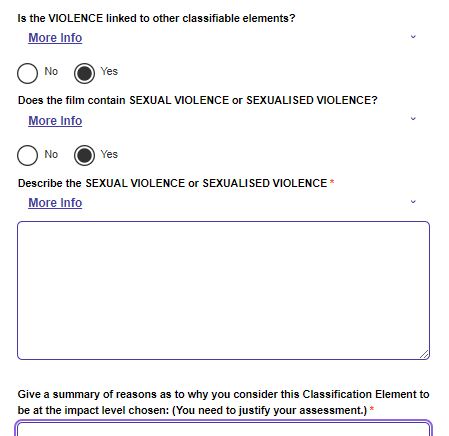 Is the VIOLENCE linked to other classifiable elements?
More Info
No Yes
Does the film contain SEXUAL VIOLENCE or SEXUALISED VIOLENCE?
More Info
No Yes
Describe the SEXUAL VIOLENCE or SEXUALISED VIOLENCE *
More Info
Give a summary of reasons as to why you consider this Classification Element to
be at the impact level chosen: (You need to justify your assessment.) *